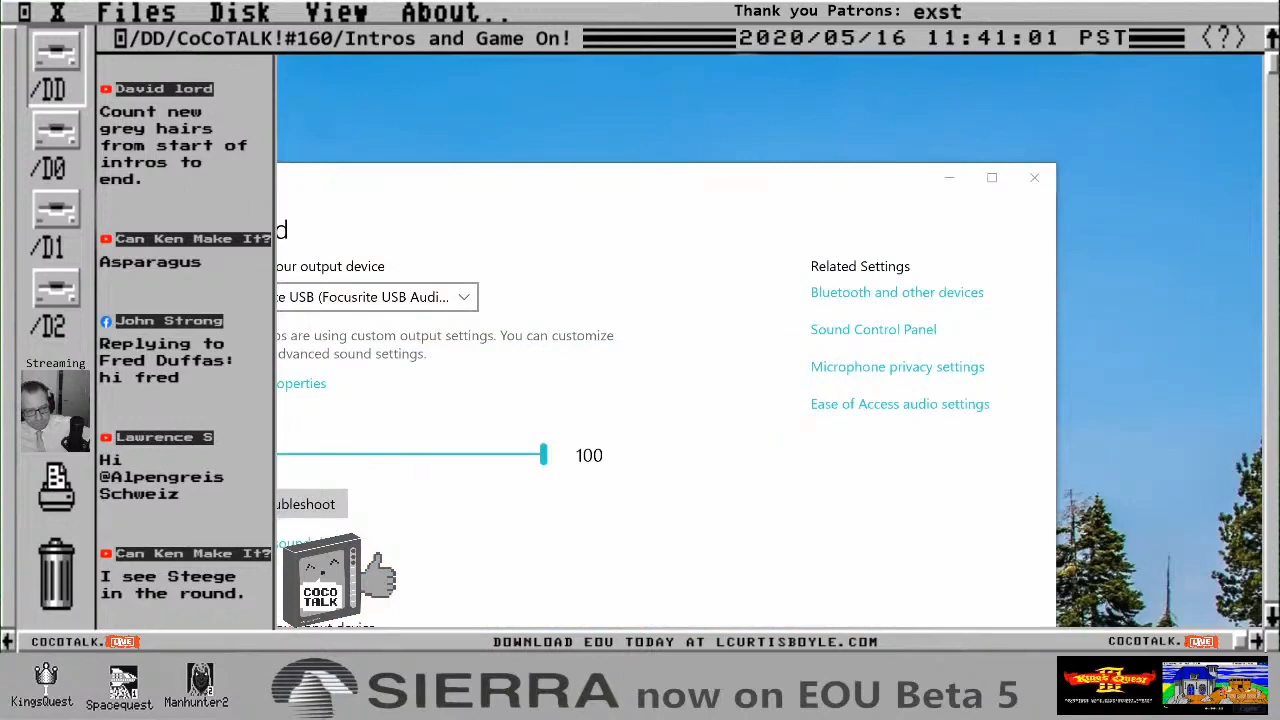 X Files Disk View About..
Thank you Patrons: exst
/DD/CoCoTALK!#160/Intros and Game On!
2020/05/16 11:41:01 PST
<?>
/DD
/D0
/D1
/D2
Streaming
David lord
Count new
grey hairs
from start of
intros to
end.
Can Ken Make It?
Asparagus
John Strong
Replying to
Fred Duffas:
hi fred
Lawrence S
Hi
@Alpengreis
Schweiz
Can Ken Make It?
I see Steege
in the round.
d
our output device
te USB (Focusrite USB Audi...
ps are using custom output settings. You can customize
dvanced sound settings.
operties
100
ubleshoot
sound
Related Settings
Bluetooth and other devices
Sound Control Panel
Microphone privacy settings
Ease of Access audio settings
COCO
TALK
COCOTALK.LIVE
DOWNLOAD EOU TODAY AT LCURTISBOYLE.COM
COCOTALK.LIVE
KingsQuest
Spacequest
Manhunter2
SIERRA now on EOU Beta 5
King's Quest
III